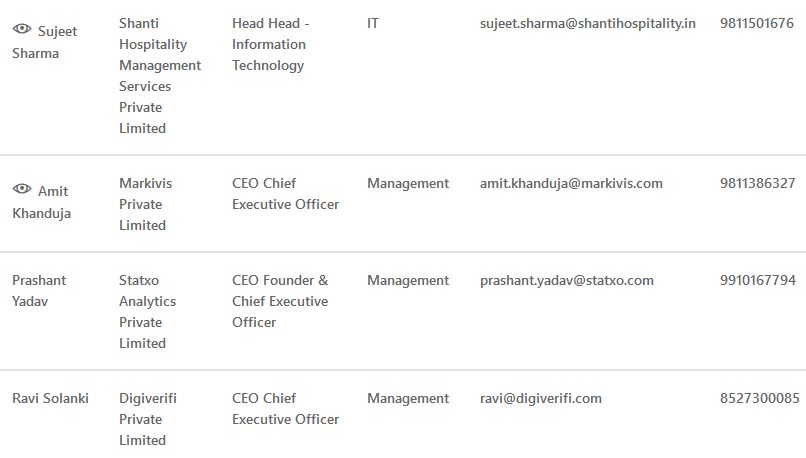 Sujeet Sharma
Shanti Hospitality Management Services Private Limited
Head Head - Information Technology
IT
sujeet.sharma@shantihospitality.in
9811501676
Amit Khanduja
Markivis Private Limited
CEO Chief Executive Officer
Management
amit.khanduja@markivis.com
9811386327
Prashant Yadav
Statxo Analytics Private Limited
CEO Founder & Chief Executive Officer
Management
prashant.yadav@statxo.com
9910167794
Ravi Solanki
Digiverifi Private Limited
CEO Chief Executive Officer
Management
ravi@digiverifi.com
8527300085